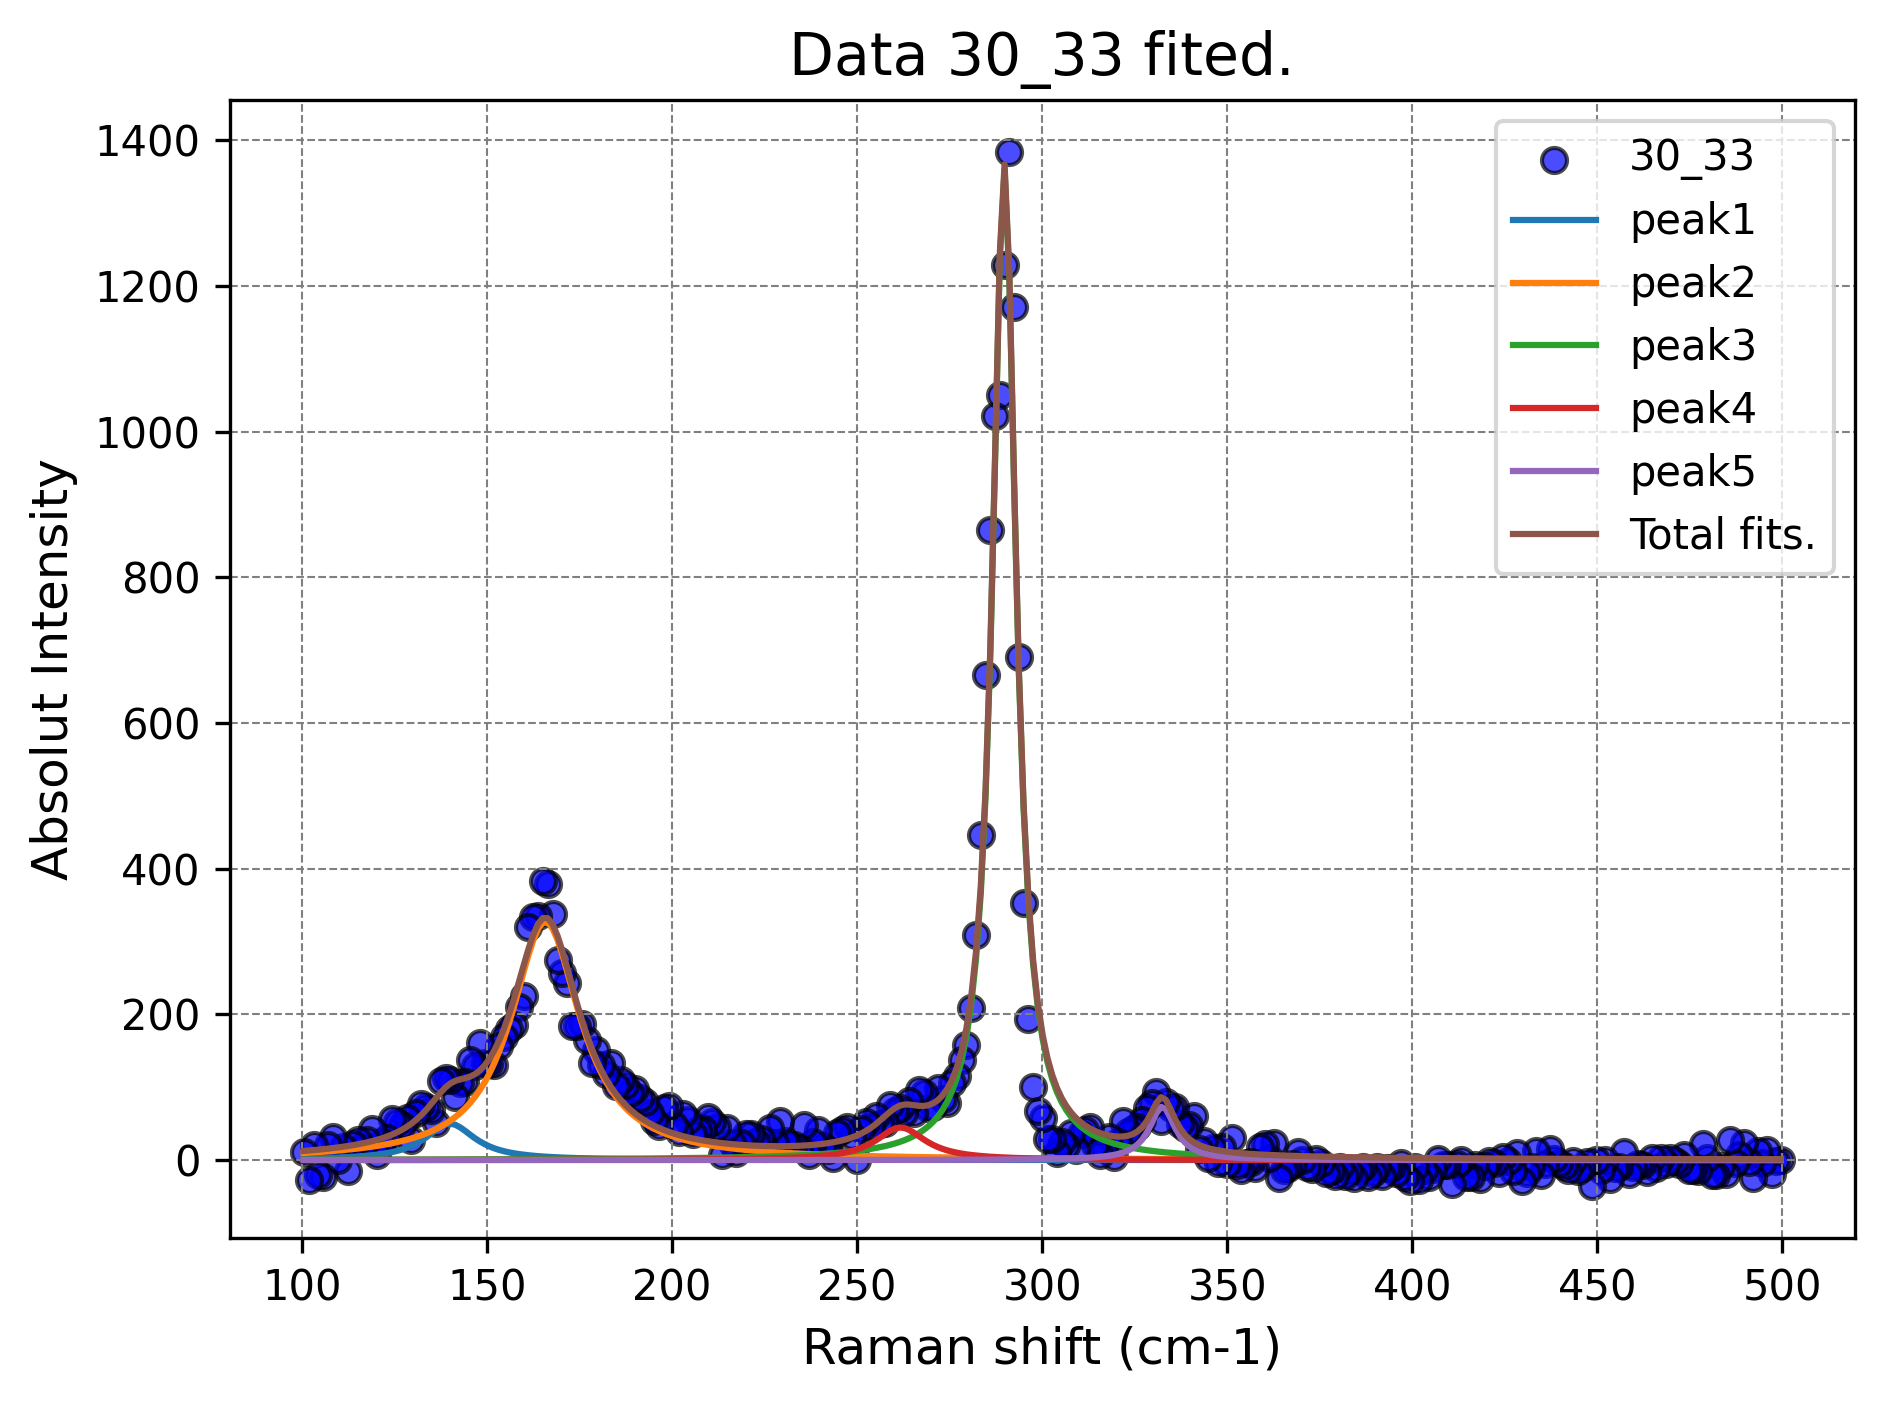 Data 30_33 fited.
1400
1200
1000
800
600
400
200
0
Absolut Intensity
30_33
peak1
peak2
peak3
peak4
peak5
Total fits.
100 150 200 250 300 350 400 450 500
Raman shift (cm-1)